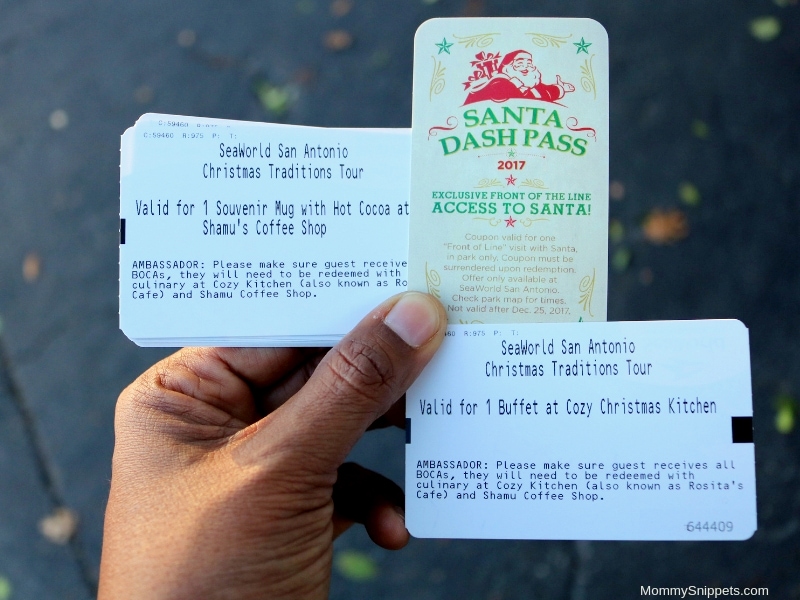 C:59460 R:975 P: T:
SeaWorld San Antonio
Christmas Traditions Tour
Valid for 1 Souvenir Mug with Hot Cocoa at
Shamu's Coffee Shop
AMBASSADOR: Please make sure guest receive
BOCAs, they will need to be redeemed with
culinary at Cozy Kitchen (also known as Ro
Cafe) and Shamu Coffee Shop.
SANTA
DASH PASS
2017
EXCLUSIVE FRONT OF THE LINE
ACCESS TO SANTA!
Coupon valid for one
"Front of Line" visit with Santa,
in park only. Coupon must be
surrendered upon redemption.
Offer only available at
SeaWorld San Antonio.
Check park map for times.
Not valid after Dec. 25, 2017.
460 R:975 P: T:
SeaWorld San Antonio
Christmas Traditions Tour
Valid for 1 Buffet at Cozy Christmas Kitchen
AMBASSADOR: Please make sure guest receives all
BOCAs, they will need to be redeemed with
culinary at Cozy Kitchen (also known as Rosita's
Cafe) and Shamu Coffee Shop.
644409
MommySnippets.com